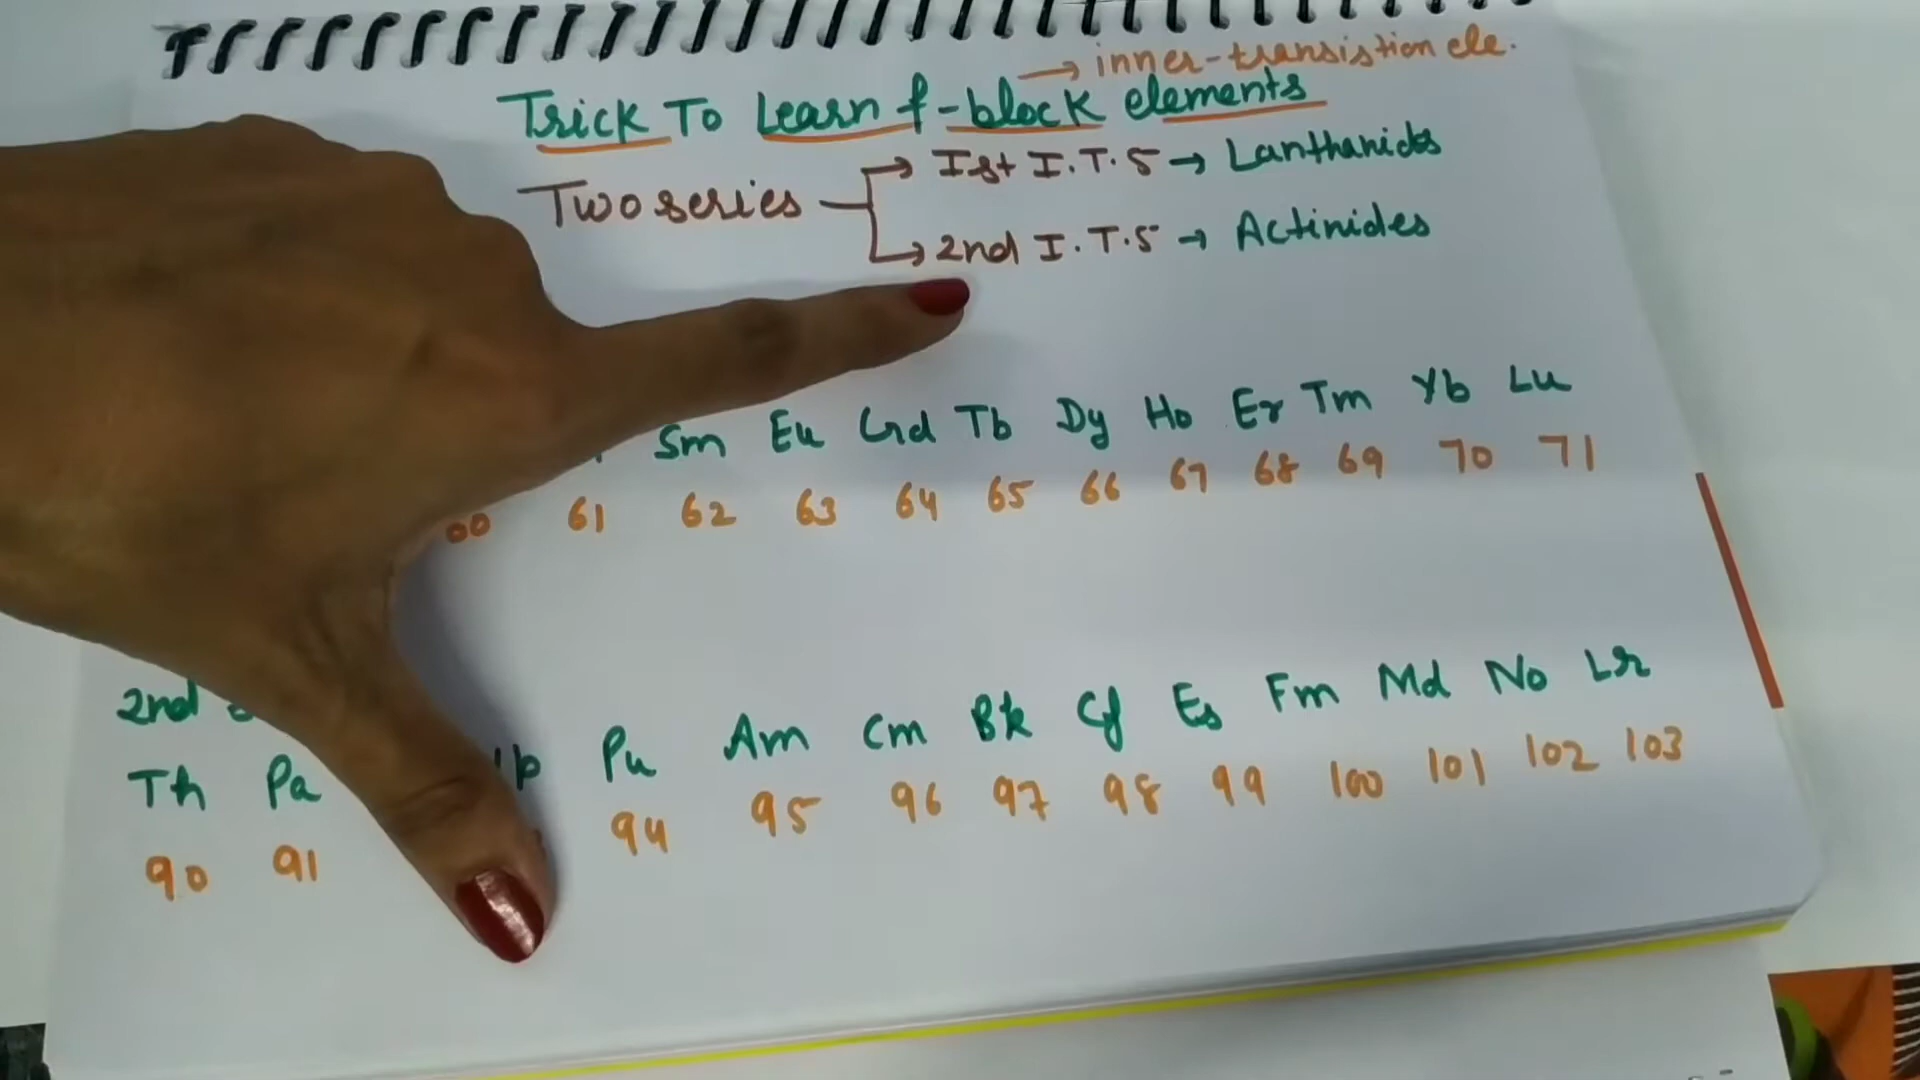 → inner-transistion ele.
Trick To Learn f-block elements
Two series → Ist I.T.S → Lanthanides
→ 2nd I.T.S → Actinides
Sm Eu Gd Tb Dy Ho Er Tm Yb Lu
61 62 63 64 65 66 67 68 69 70 71
2nd
Th Pa Pu Am Cm Bk Cf Es Fm Md No Lr
90 91 94 95 96 97 98 99 100 101 102 103